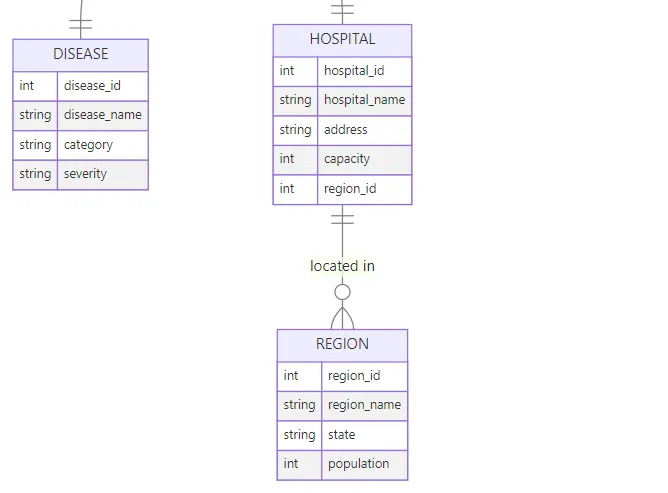 DISEASE
int disease_id
string disease_name
string category
string severity
HOSPITAL
int hospital_id
string hospital_name
string address
int capacity
int region_id
located in
REGION
int region_id
string region_name
string state
int population